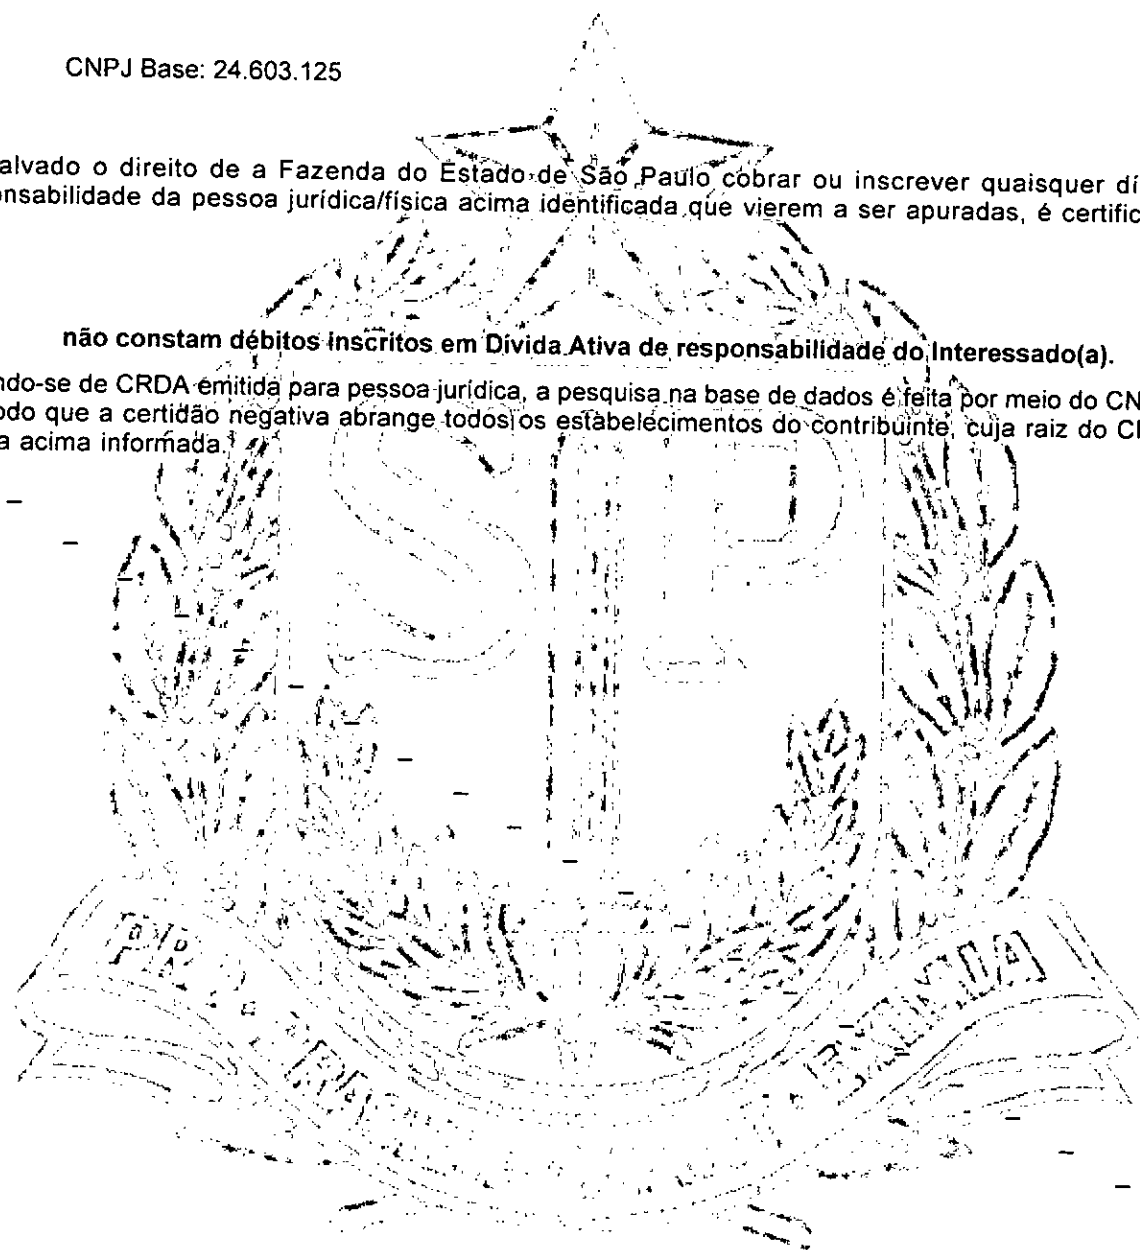 CNPJ Base: 24.603.125
alvado o direito de a Fazenda do Estado de São Paulo cobrar ou inscrever quaisquer dí
onsabilidade da pessoa jurídica/física acima identificada que vierem a ser apuradas, é certific
não constam débitos inscritos em Dívida Ativa de responsabilidade do Interessado(a).
ndo-se de CRDA emitida para pessoa jurídica, a pesquisa na base de dados é feita por meio do CN
odo que a certidão negativa abrange todos os estabelecimentos do contribuinte, cuja raiz do C
a acima informada.
SP
EXIMIA